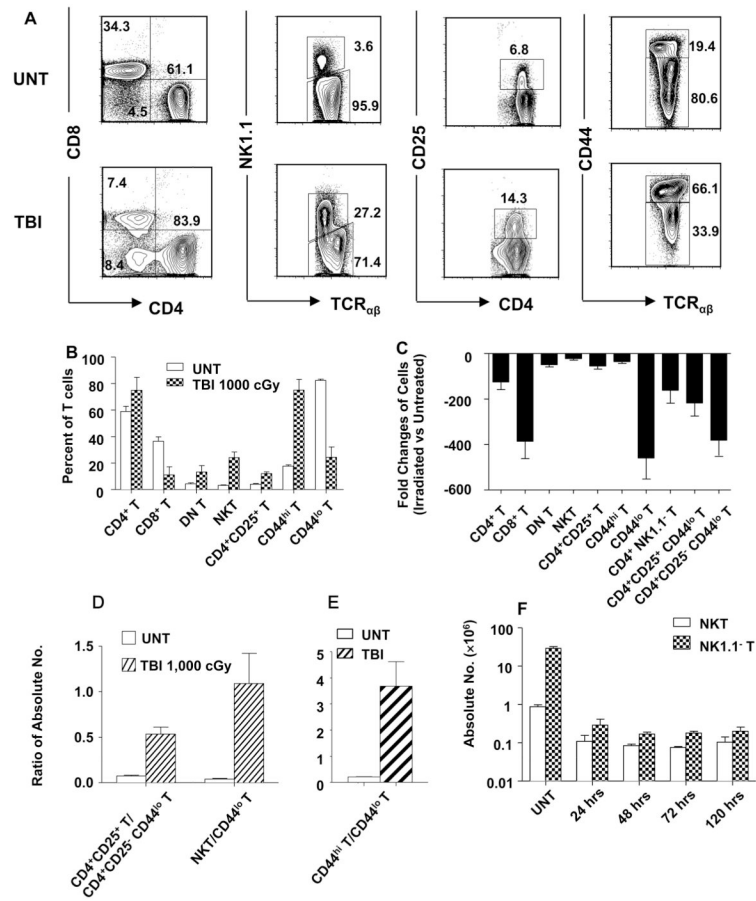 A
UNT
34.3
61.1
4.5
CD8
3.6
95.9
NK1.1
6.8
CD25
19.4
80.6
CD44
TBI
7.4
83.9
8.4
27.2
71.4
14.3
66.1
33.9
CD4
TCRαβ
CD4
TCRαβ
B
UNT
TBI 1000 cGy
Percent of T cells
100
80
60
40
20
0
CD4⁺ T
CD8⁺ T
DN T
NKT
CD4⁺CD25⁺ T
CD44ʰⁱ T
CD44ˡᵒ T
C
Fold Changes of Cells
(Irradiated vs Untreated)
0
-200
-400
-600
CD4⁺ T
CD8⁺ T
DN T
NKT
CD4⁺CD25⁺ T
CD44ʰⁱ T
CD44ˡᵒ T
CD4⁺ NK1.1⁻ T
CD4⁺CD25⁺ CD44ˡᵒ T
CD4⁺CD25⁻ CD44ˡᵒ T
D
UNT
TBI 1,000 cGy
Ratio of Absolute No.
1.5
1.0
0.5
0.0
CD4⁺CD25⁺ T/
CD4⁺CD25⁻ CD44ˡᵒ T
NKT/CD44ˡᵒ T
E
UNT
TBI
5
4
3
2
1
0
CD44ʰⁱ T/CD44ˡᵒ T
F
NKT
NK1.1⁻ T
Absolute No. (×10⁶)
100
10
1
0.1
0.01
UNT
24 hrs
48 hrs
72 hrs
120 hrs